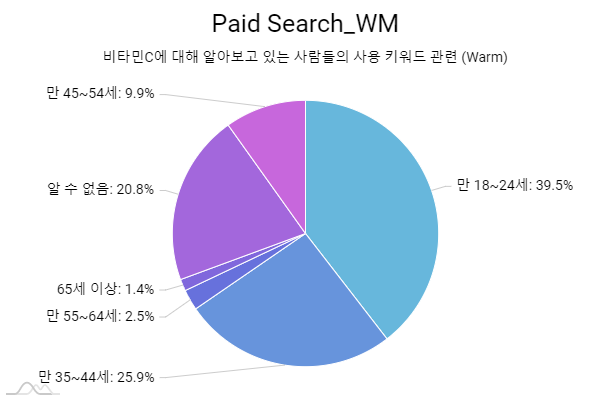 Paid Search_WM
비타민C에 대해 알아보고 있는 사람들의 사용 키워드 관련 (Warm)
만 45~54세: 9.9%
만 18~24세: 39.5%
알 수 없음: 20.8%
65세 이상: 1.4%
만 55~64세: 2.5%
만 35~44세: 25.9%